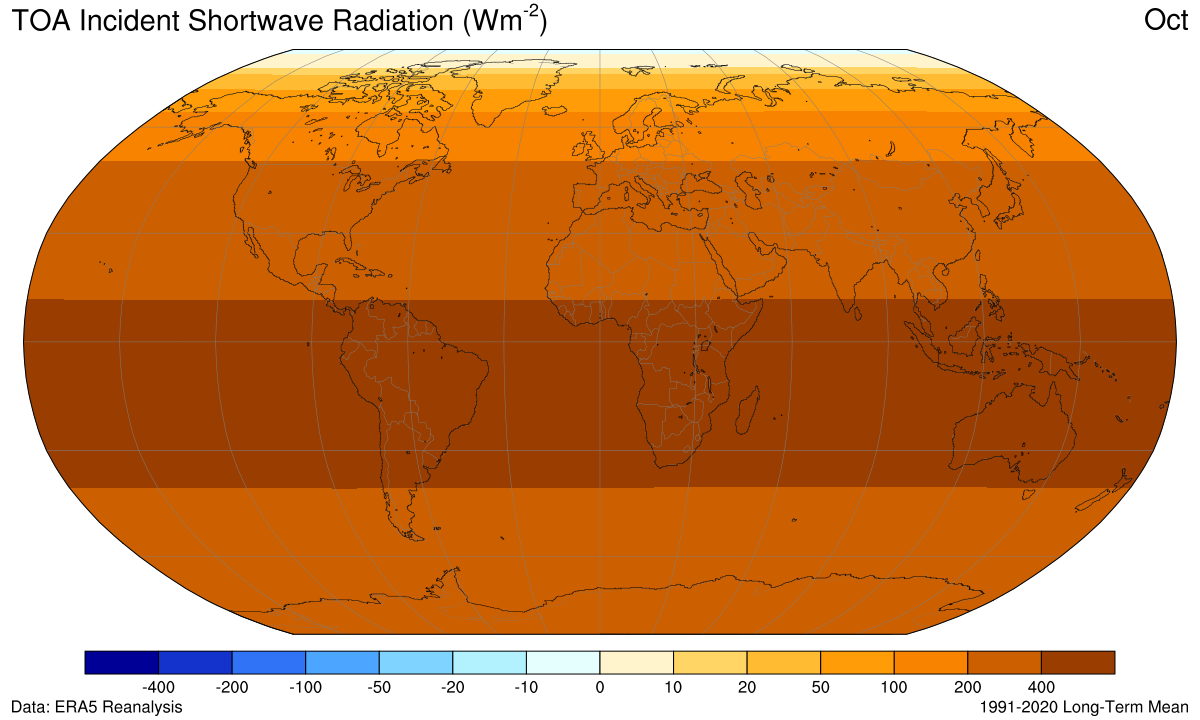 TOA Incident Shortwave Radiation (Wm-2) Oct
-400 -200 -100 -50 -20 -10 0 10 20 50 100 200 400
Data: ERA5 Reanalysis 1991-2020 Long-Term Mean